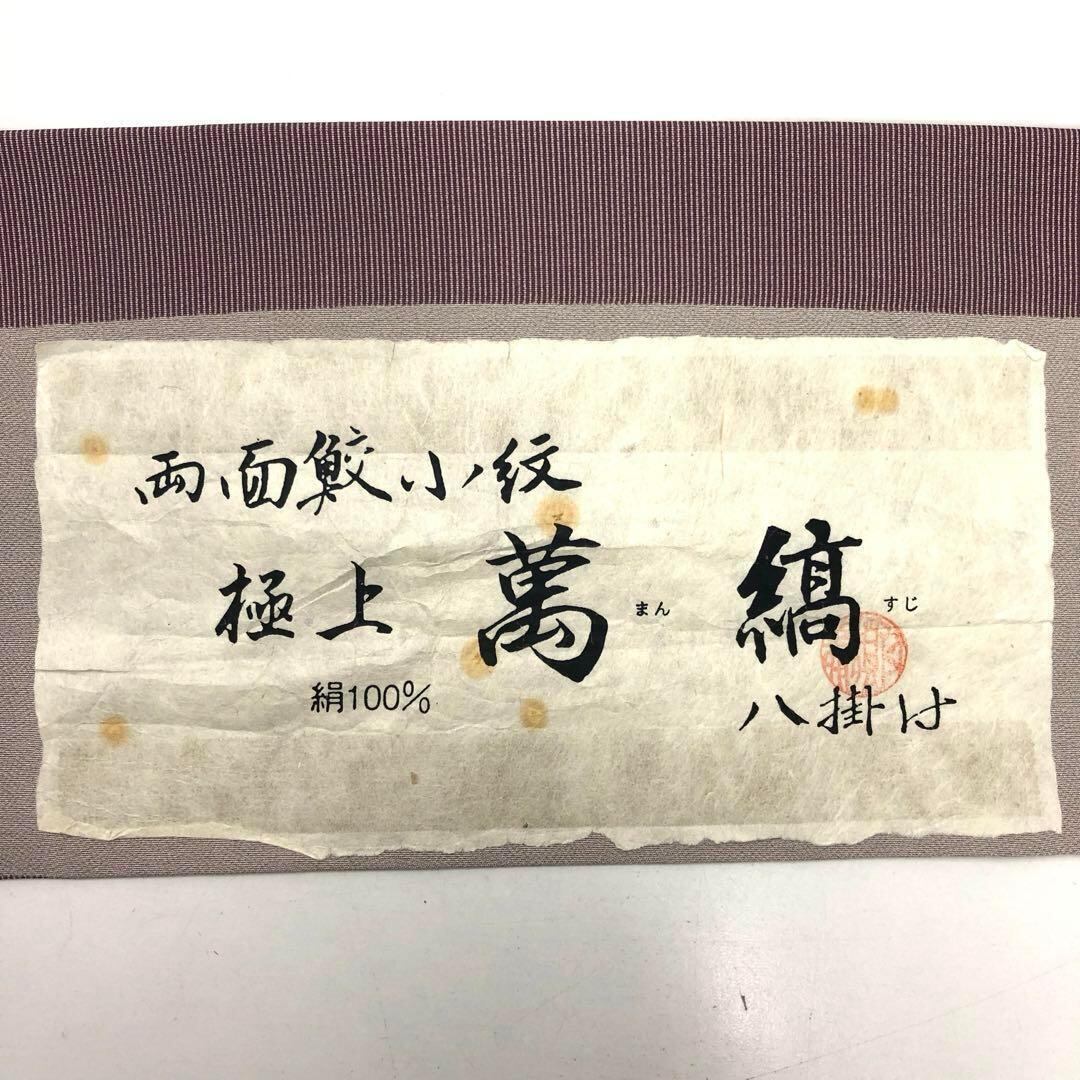 両面鮫小紋
極上 萬 まん 縞 すじ
絹100%
八掛け